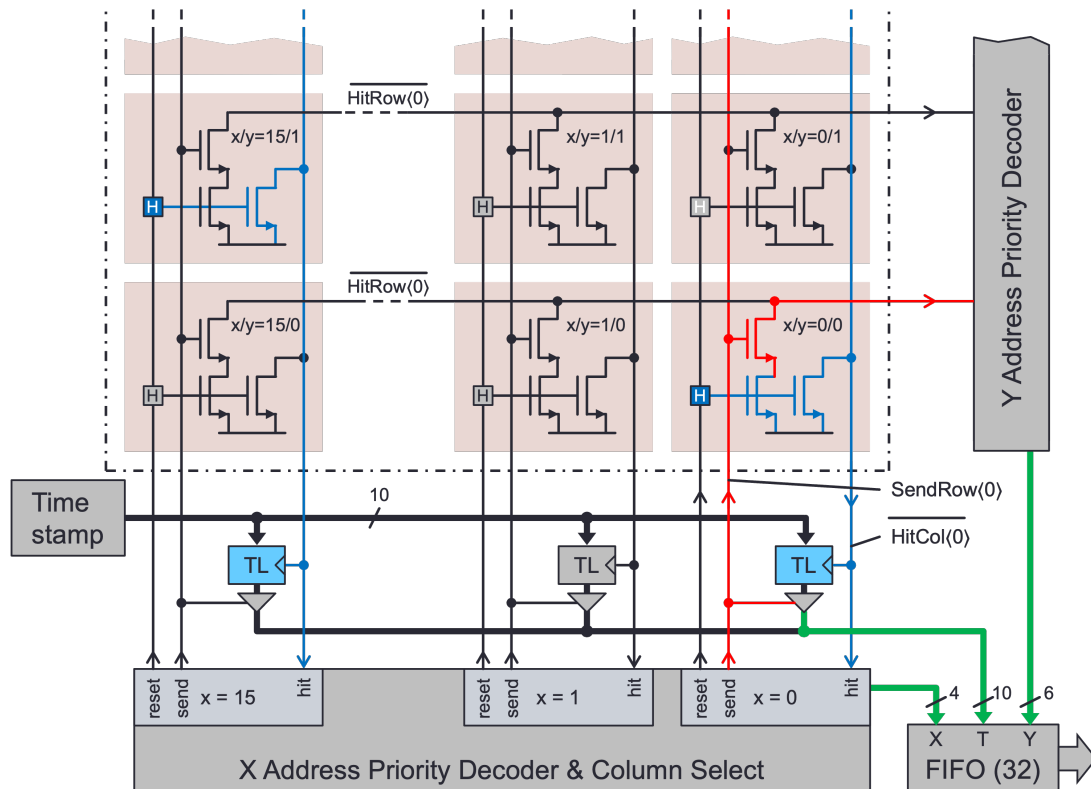 HitRow⟨0⟩
x/y=15/1
x/y=1/1
x/y=0/1
H
H
H
HitRow⟨0⟩
x/y=15/0
x/y=1/0
x/y=0/0
H
H
H
Y Address Priority Decoder
Time
stamp
10
SendRow⟨0⟩
HitCol⟨0⟩
TL
TL
TL
reset
send
x = 15
hit
reset
send
x = 1
hit
reset
send
x = 0
hit
4
10
6
X T Y
FIFO (32)
X Address Priority Decoder & Column Select